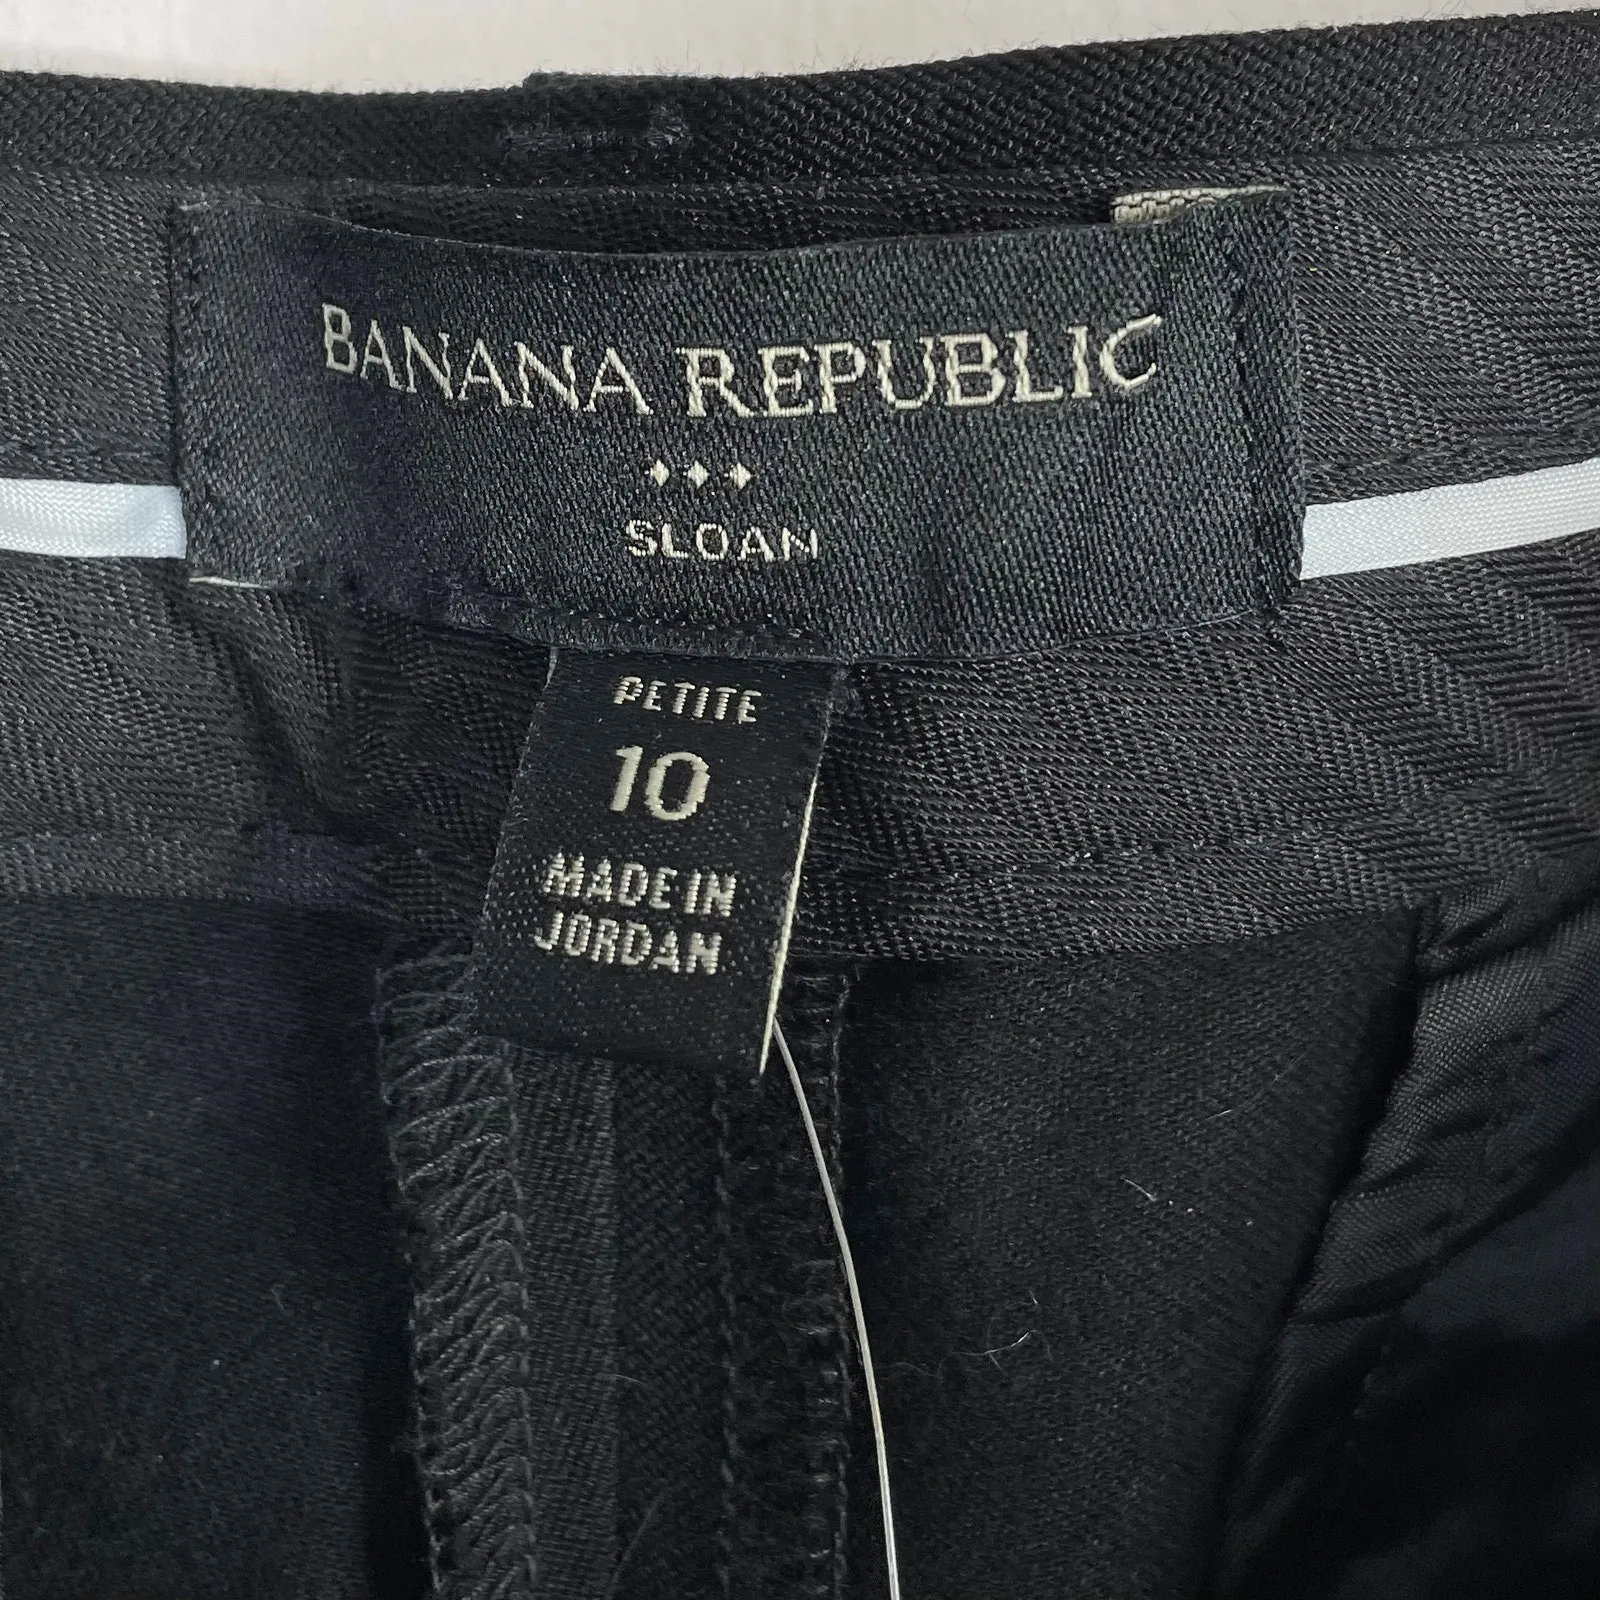 BANANA REPUBLIC
SLOAN
PETITE
10
MADE IN
JORDAN